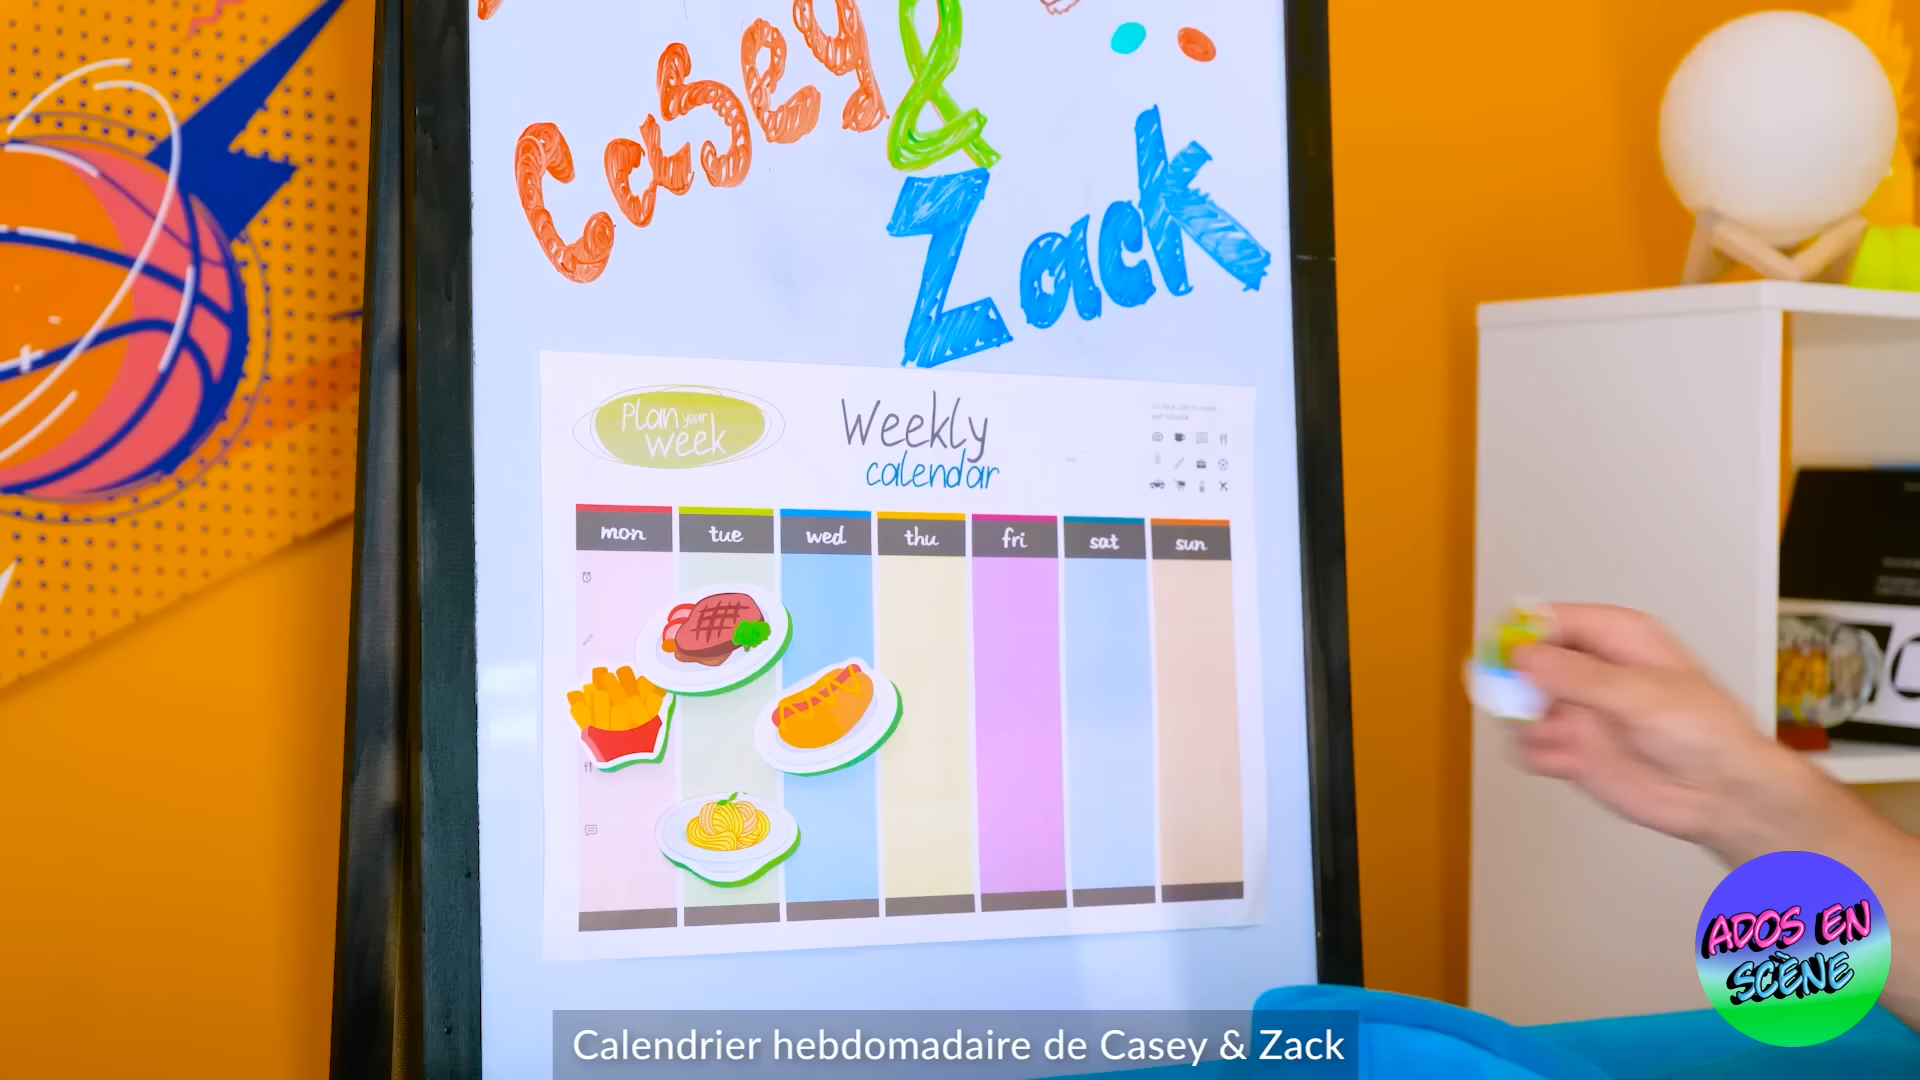 Casey
&
Zack
Plan your
week
Weekly
calendar
mon tue wed thu fri sat sun
ADOS EN
SCÈNE
Calendrier hebdomadaire de Casey & Zack